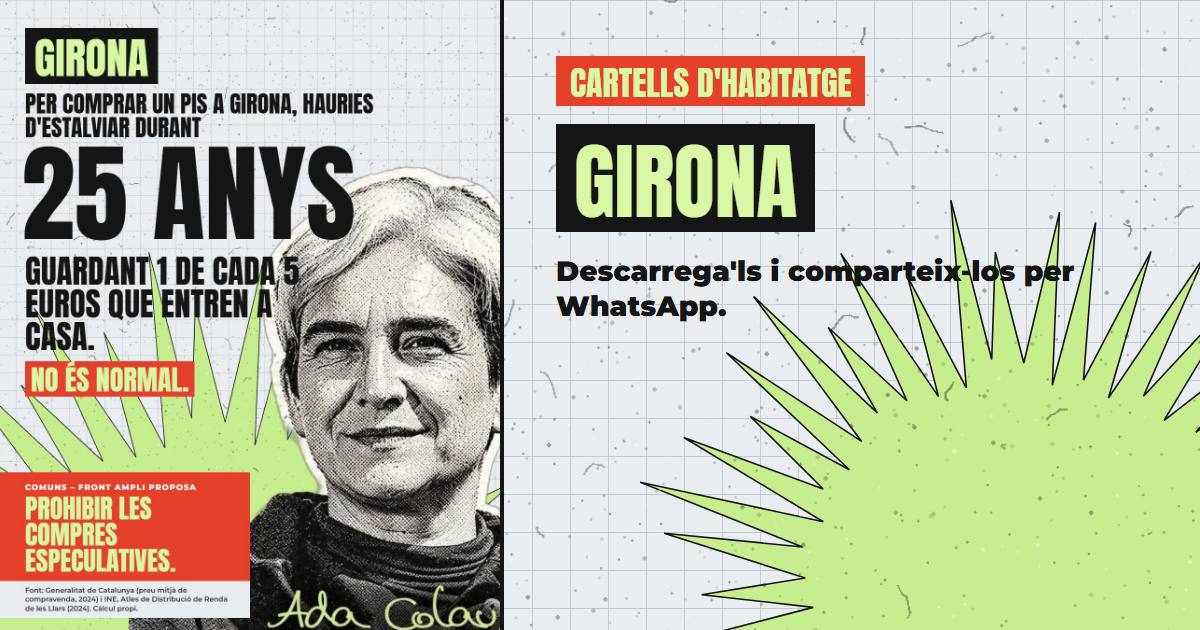 GIRONA
PER COMPRAR UN PIS A GIRONA, HAURIES
D'ESTALVIAR DURANT
25 ANYS
GUARDANT 1 DE CADA 5
EUROS QUE ENTREN A
CASA.
NO ÉS NORMAL.
COMUNS – FRONT AMPLI PROPOSA
PROHIBIR LES
COMPRES
ESPECULATIVES.
Font: Generalitat de Catalunya (preu mitjà de
compravenda, 2024) i INE, Atles de Distribució de Renda
de les Llars (2024). Càlcul propi.
Ada Colau
CARTELLS D'HABITATGE
GIRONA
Descarrega'ls i comparteix-los per
WhatsApp.